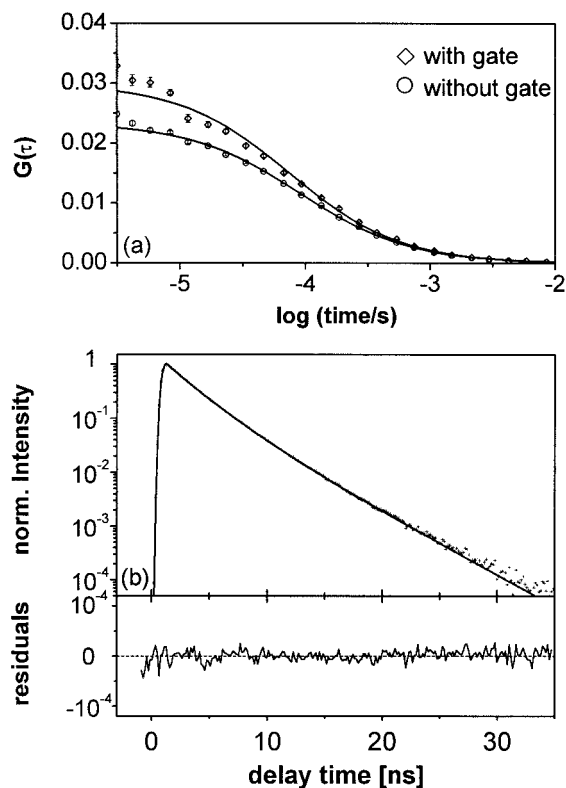 0.04
0.03
0.02
0.01
0.00
G(τ)
◇ with gate
○ without gate
(a)
-5 -4 -3 -2
log (time/s)
1
10⁻¹
10⁻²
10⁻³
10⁻⁴
norm. Intensity
(b)
10⁻⁴
0
-10⁻⁴
residuals
0 10 20 30
delay time [ns]